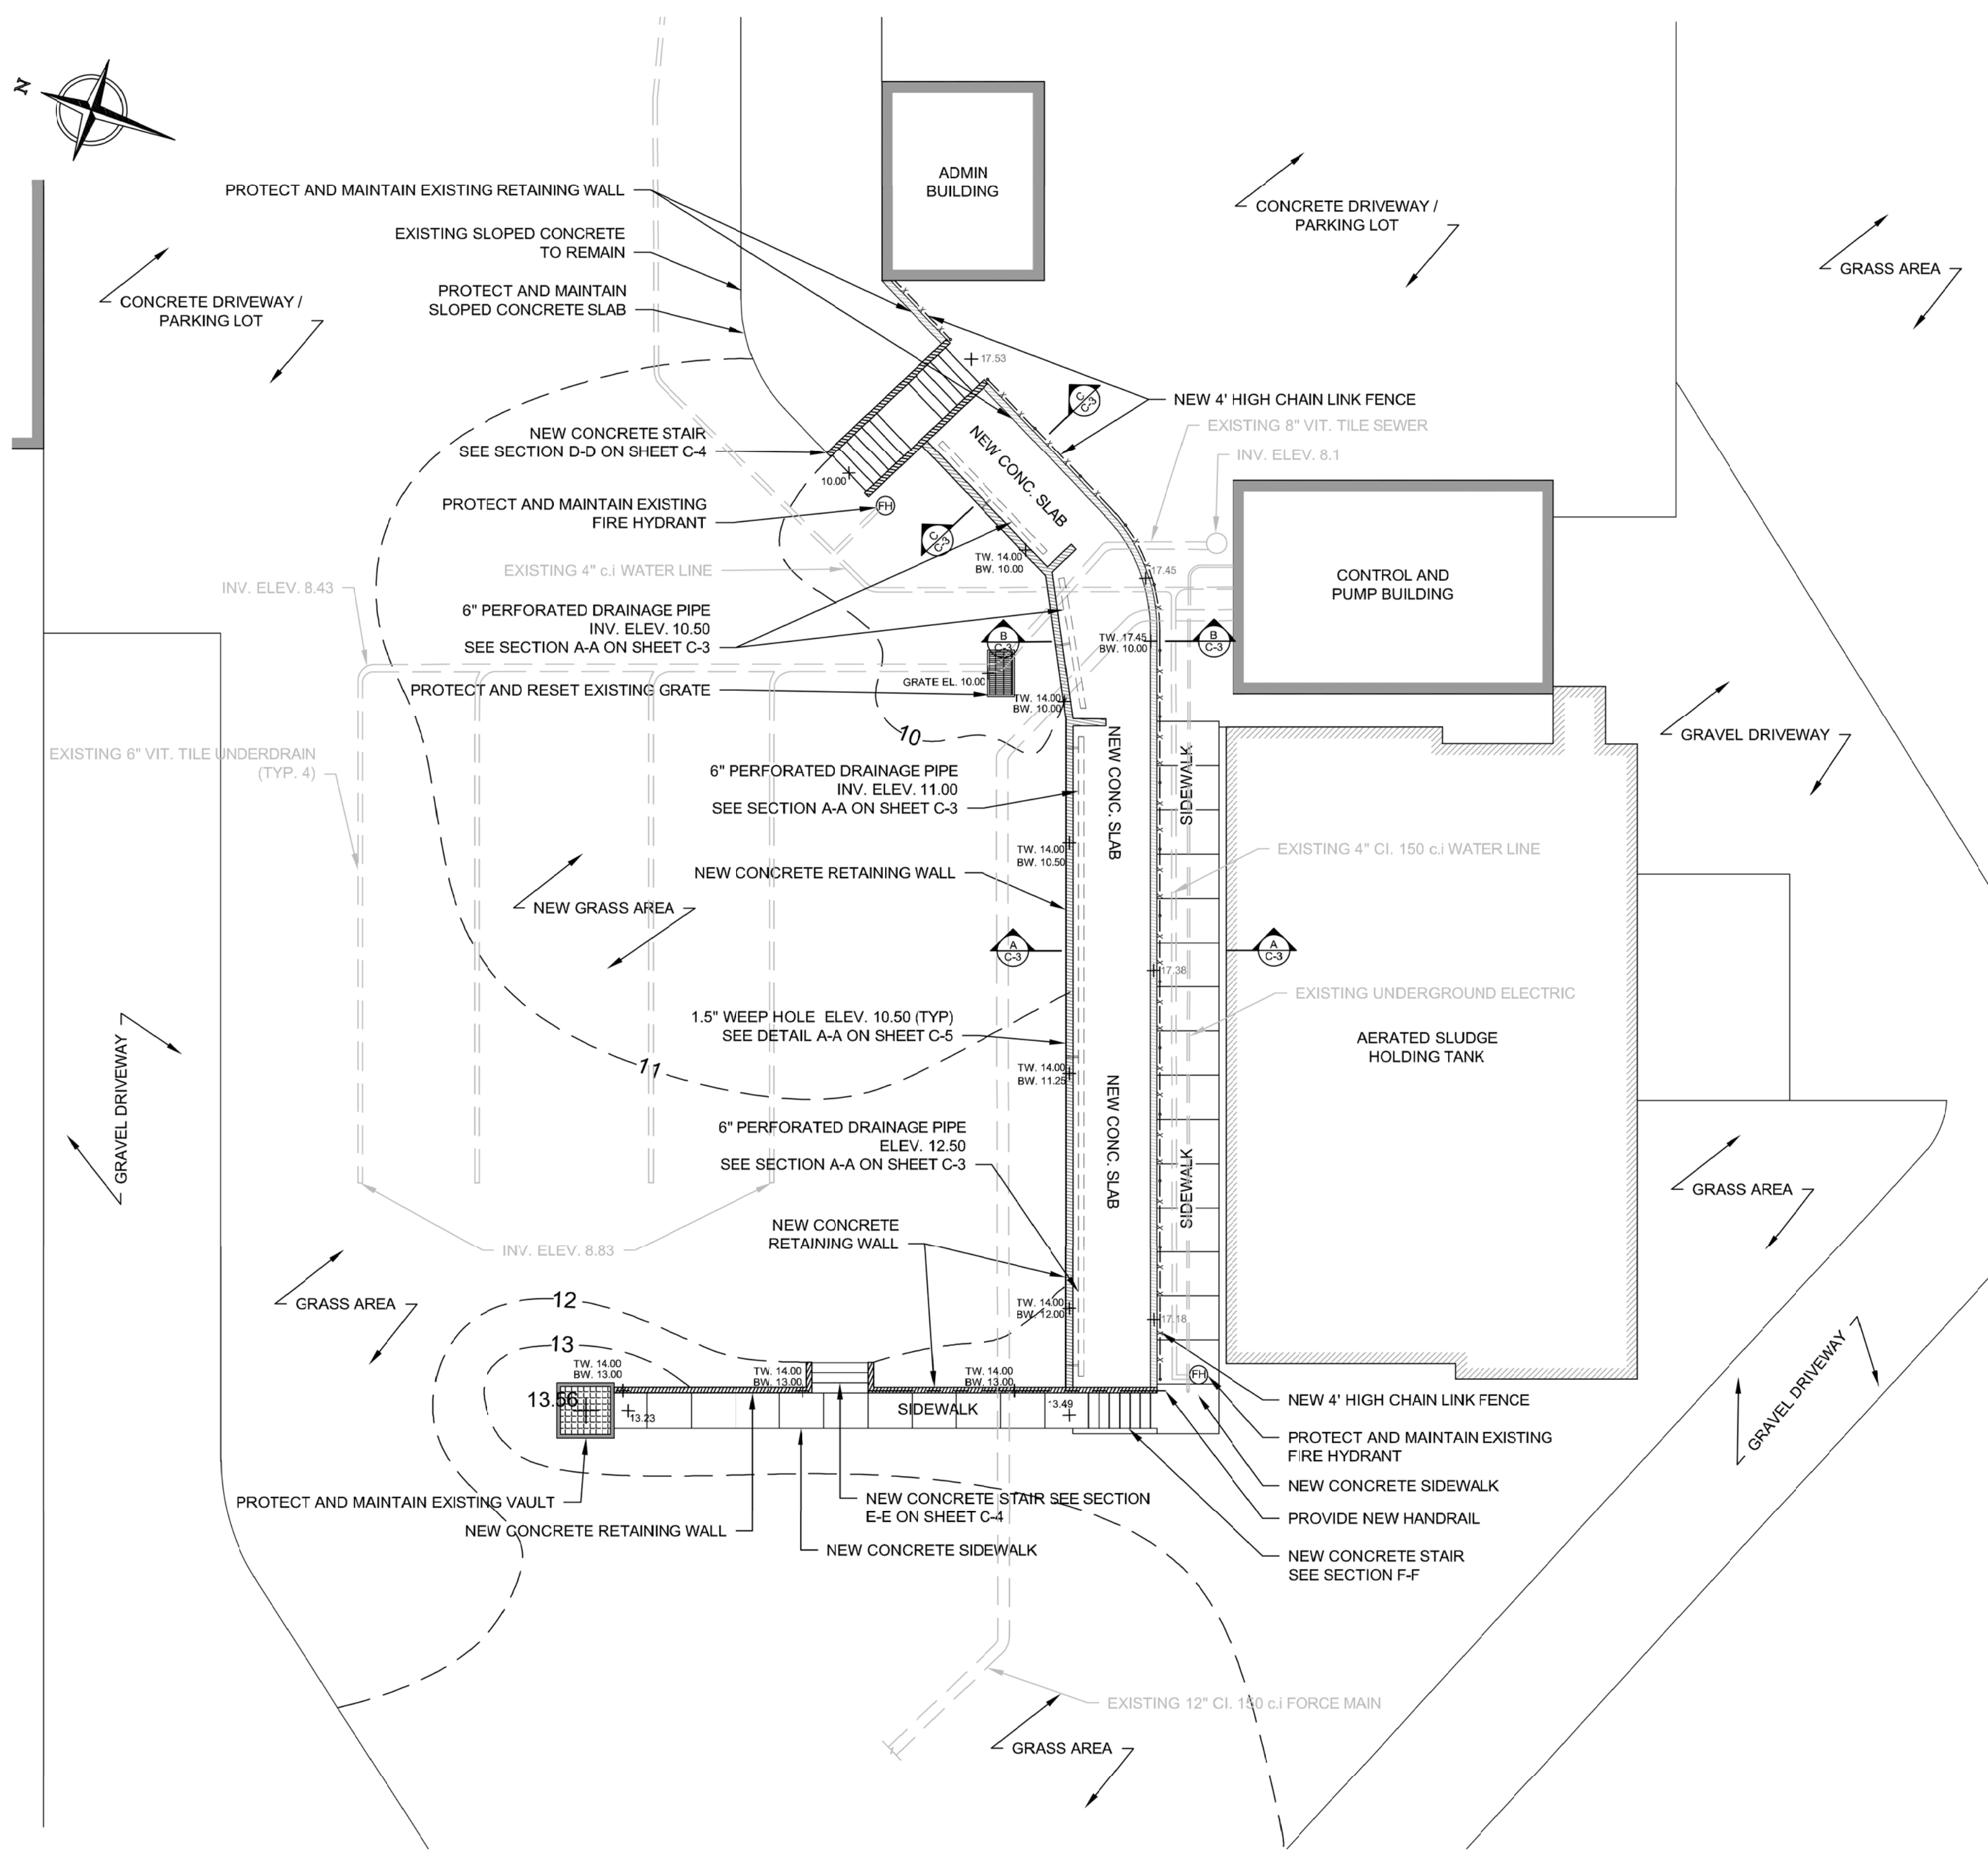 N
ADMIN
BUILDING
PROTECT AND MAINTAIN EXISTING RETAINING WALL
EXISTING SLOPED CONCRETE
TO REMAIN
PROTECT AND MAINTAIN
SLOPED CONCRETE SLAB
CONCRETE DRIVEWAY /
PARKING LOT
CONCRETE DRIVEWAY /
PARKING LOT
GRASS AREA
17.53
NEW 4' HIGH CHAIN LINK FENCE
EXISTING 8" VIT. TILE SEWER
INV. ELEV. 8.1
C
C-3
NEW CONCRETE STAIR
SEE SECTION D-D ON SHEET C-4
10.00
NEW CONC. SLAB
PROTECT AND MAINTAIN EXISTING
FIRE HYDRANT
FH
C
C-3
TW. 14.00
BW. 10.00
EXISTING 4" c.i WATER LINE
17.45
CONTROL AND
PUMP BUILDING
INV. ELEV. 8.43
6" PERFORATED DRAINAGE PIPE
INV. ELEV. 10.50
SEE SECTION A-A ON SHEET C-3
B
C-3
TW. 17.45
BW. 10.00
B
C-3
PROTECT AND RESET EXISTING GRATE
GRATE EL. 10.00
TW. 14.00
BW. 10.00
10
EXISTING 6" VIT. TILE UNDERDRAIN
(TYP. 4)
GRAVEL DRIVEWAY
6" PERFORATED DRAINAGE PIPE
INV. ELEV. 11.00
SEE SECTION A-A ON SHEET C-3
NEW CONC. SLAB
SIDEWALK
TW. 14.00
BW. 10.50
EXISTING 4" Cl. 150 c.i WATER LINE
NEW CONCRETE RETAINING WALL
NEW GRASS AREA
A
C-3
A
C-3
17.38
EXISTING UNDERGROUND ELECTRIC
1.5" WEEP HOLE ELEV. 10.50 (TYP)
SEE DETAIL A-A ON SHEET C-5
AERATED SLUDGE
HOLDING TANK
11
TW. 14.00
BW. 11.25
GRAVEL DRIVEWAY
6" PERFORATED DRAINAGE PIPE
ELEV. 12.50
SEE SECTION A-A ON SHEET C-3
NEW CONC. SLAB
SIDEWALK
GRASS AREA
INV. ELEV. 8.83
NEW CONCRETE
RETAINING WALL
GRASS AREA
12
TW. 14.00
BW. 12.00
17.18
13
TW. 14.00
BW. 13.00
TW. 14.00
BW. 13.00
TW. 14.00
BW. 13.00
FH
13.56
13.23
SIDEWALK
13.49
NEW 4' HIGH CHAIN LINK FENCE
PROTECT AND MAINTAIN EXISTING
FIRE HYDRANT
GRAVEL DRIVEWAY
NEW CONCRETE SIDEWALK
PROTECT AND MAINTAIN EXISTING VAULT
NEW CONCRETE STAIR SEE SECTION
E-E ON SHEET C-4
PROVIDE NEW HANDRAIL
NEW CONCRETE RETAINING WALL
NEW CONCRETE SIDEWALK
NEW CONCRETE STAIR
SEE SECTION F-F
EXISTING 12" Cl. 150 c.i FORCE MAIN
GRASS AREA